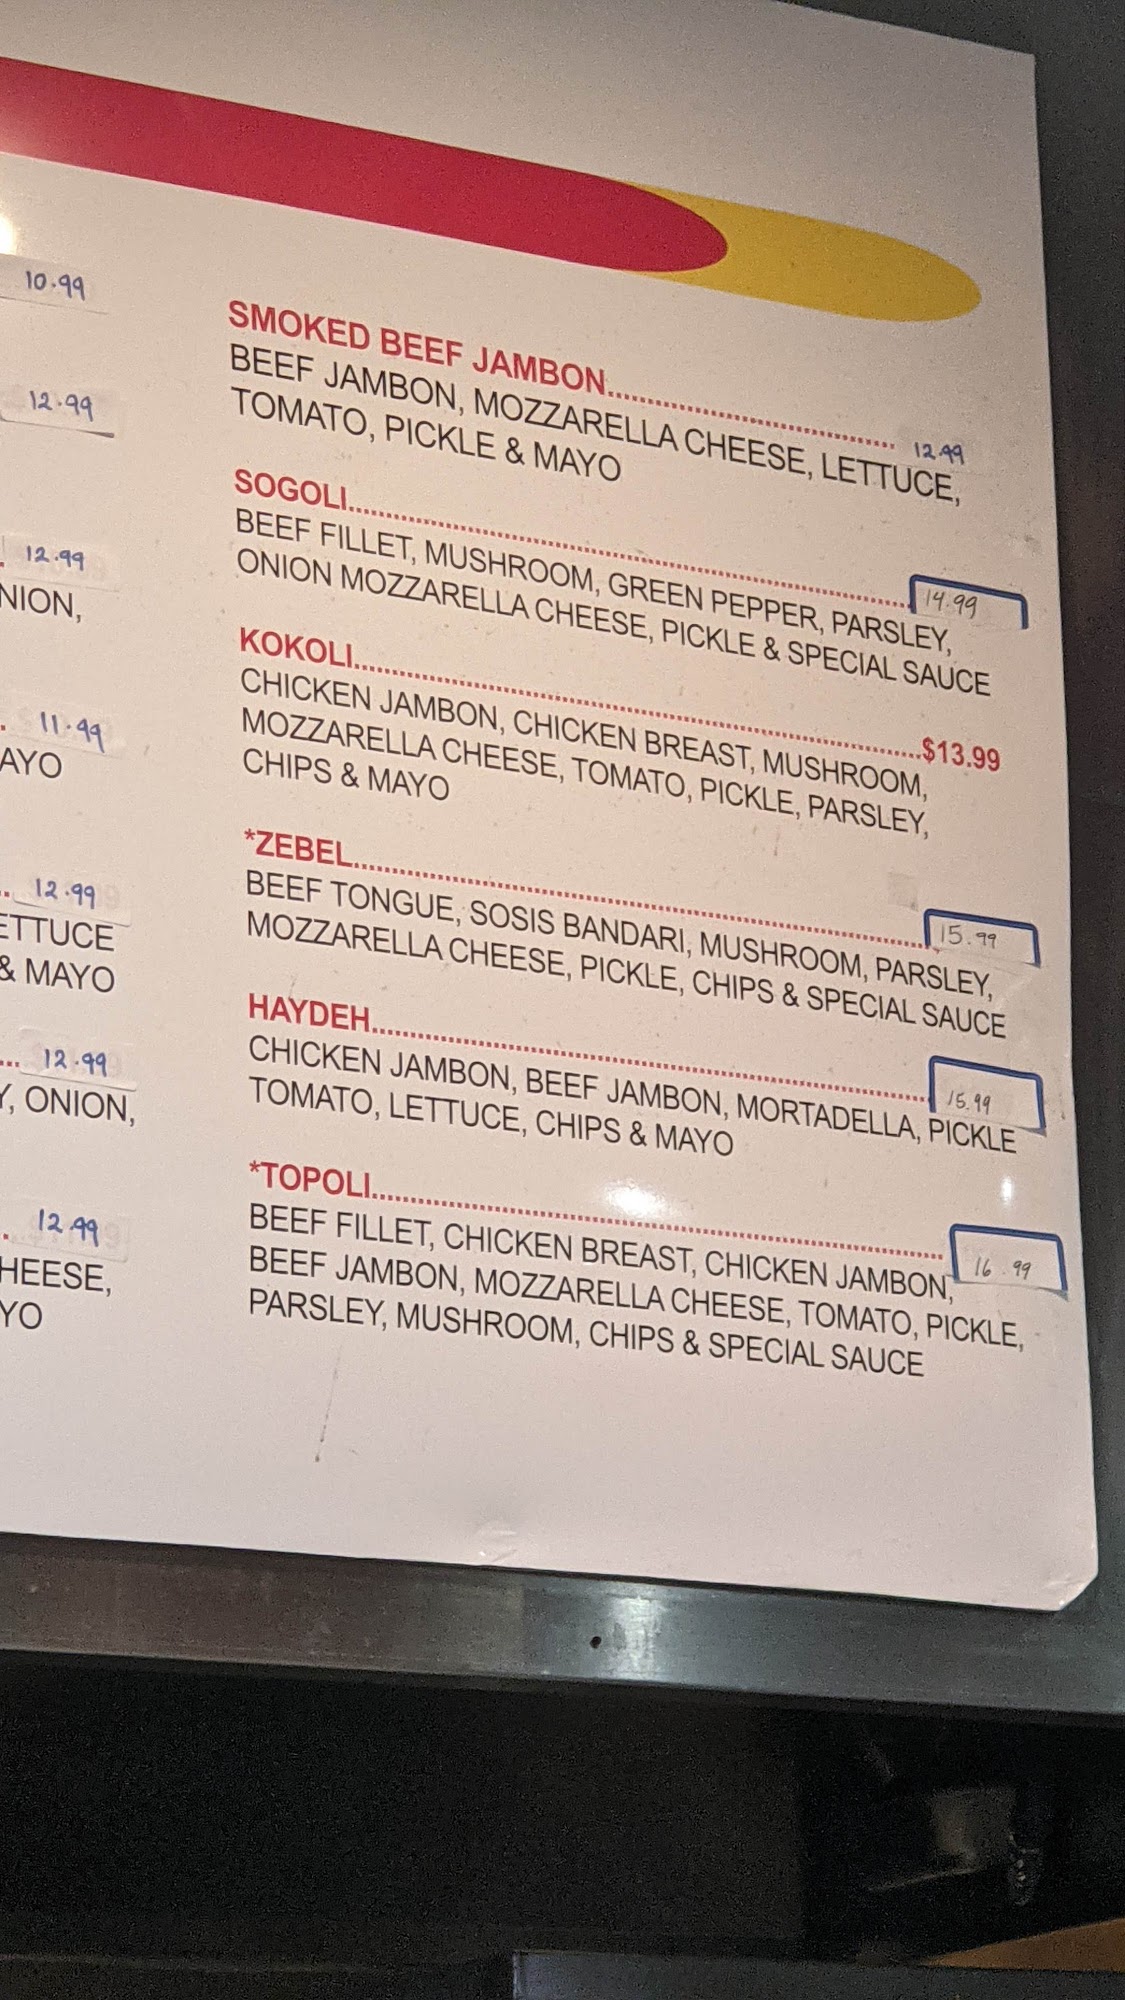 10.99
12.99
12.99
NION,
11.99
AYO
12.99
ETTUCE
& MAYO
12.99
Y, ONION,
12.99
HEESE,
YO
SMOKED BEEF JAMBON 12.99
BEEF JAMBON, MOZZARELLA CHEESE, LETTUCE,
TOMATO, PICKLE & MAYO
SOGOLI 14.99
BEEF FILLET, MUSHROOM, GREEN PEPPER, PARSLEY,
ONION MOZZARELLA CHEESE, PICKLE & SPECIAL SAUCE
KOKOLI $13.99
CHICKEN JAMBON, CHICKEN BREAST, MUSHROOM,
MOZZARELLA CHEESE, TOMATO, PICKLE, PARSLEY,
CHIPS & MAYO
*ZEBEL 15.99
BEEF TONGUE, SOSIS BANDARI, MUSHROOM, PARSLEY,
MOZZARELLA CHEESE, PICKLE, CHIPS & SPECIAL SAUCE
HAYDEH 15.99
CHICKEN JAMBON, BEEF JAMBON, MORTADELLA, PICKLE
TOMATO, LETTUCE, CHIPS & MAYO
*TOPOLI 16.99
BEEF FILLET, CHICKEN BREAST, CHICKEN JAMBON,
BEEF JAMBON, MOZZARELLA CHEESE, TOMATO, PICKLE,
PARSLEY, MUSHROOM, CHIPS & SPECIAL SAUCE